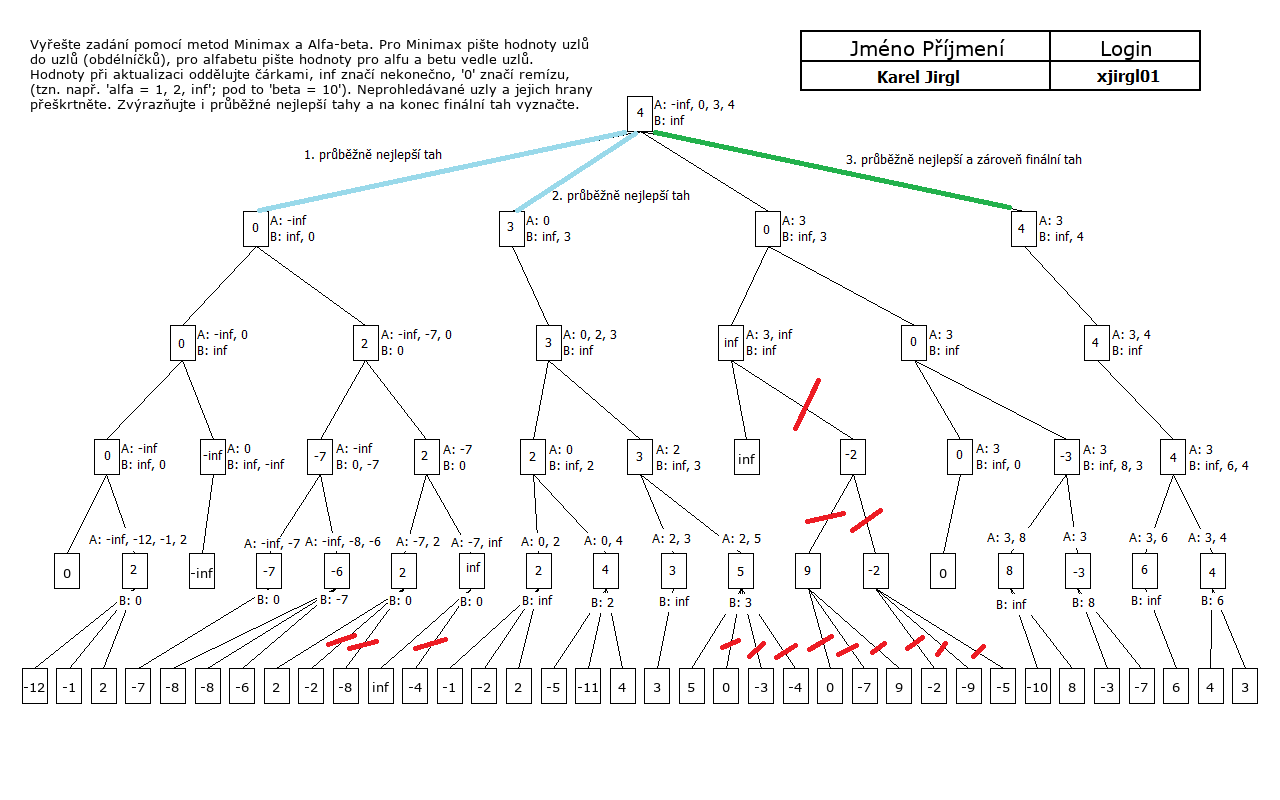 Vyřešte zadání pomocí metod Minimax a Alfa-beta. Pro Minimax pište hodnoty uzlů
do uzlů (obdélníčků), pro alfabetu pište hodnoty pro alfu a betu vedle uzlů.
Hodnoty při aktualizaci oddělujte čárkami, inf značí nekonečno, '0' značí remízu,
(tzn. např. 'alfa = 1, 2, inf'; pod to 'beta = 10'). Neprohledávané uzly a jejich hrany
přeškrtněte. Zvýrazňujte i průběžné nejlepší tahy a na konec finální tah vyznačte.
Jméno Příjmení Login
Karel Jirgl xjirgl01
4 A: -inf, 0, 3, 4
B: inf
1. průběžně nejlepší tah
3. průběžně nejlepší a zároveň finální tah
2. průběžně nejlepší tah
0 A: -inf 3 A: 0 0 A: 3 4 A: 3
B: inf, 0 B: inf, 3 B: inf, 3 B: inf, 4
0 A: -inf, 0 2 A: -inf, -7, 0 3 A: 0, 2, 3 inf A: 3, inf 0 A: 3 4 A: 3, 4
B: inf B: 0 B: inf B: inf B: inf B: inf
0 A: -inf -inf A: 0 -7 A: -inf 2 A: -7 2 A: 0 3 A: 2 inf -2 0 A: 3 -3 A: 3 4 A: 3
B: inf, 0 B: inf, -inf B: 0, -7 B: 0 B: inf, 2 B: inf, 3 B: inf, 0 B: inf, 8, 3 B: inf, 6, 4
A: -inf, -12, -1, 2 A: -inf, -7 A: -inf, -8, -6 A: -7, 2 A: -7, inf A: 0, 2 A: 0, 4 A: 2, 3 A: 2, 5 A: 3, 8 A: 3 A: 3, 6 A: 3, 4
0 2 -inf -7 -6 2 inf 2 4 3 5 9 -2 0 8 -3 6 4
B: 0 B: 0 B: -7 B: 0 B: 0 B: inf B: 2 B: inf B: 3 B: inf B: 8 B: inf B: 6
-12 -1 2 -7 -8 -8 -6 2 -2 -8 inf -4 -1 -2 2 -5 -11 4 3 5 0 -3 -4 0 -7 9 -2 -9 -5 -10 8 -3 -7 6 4 3